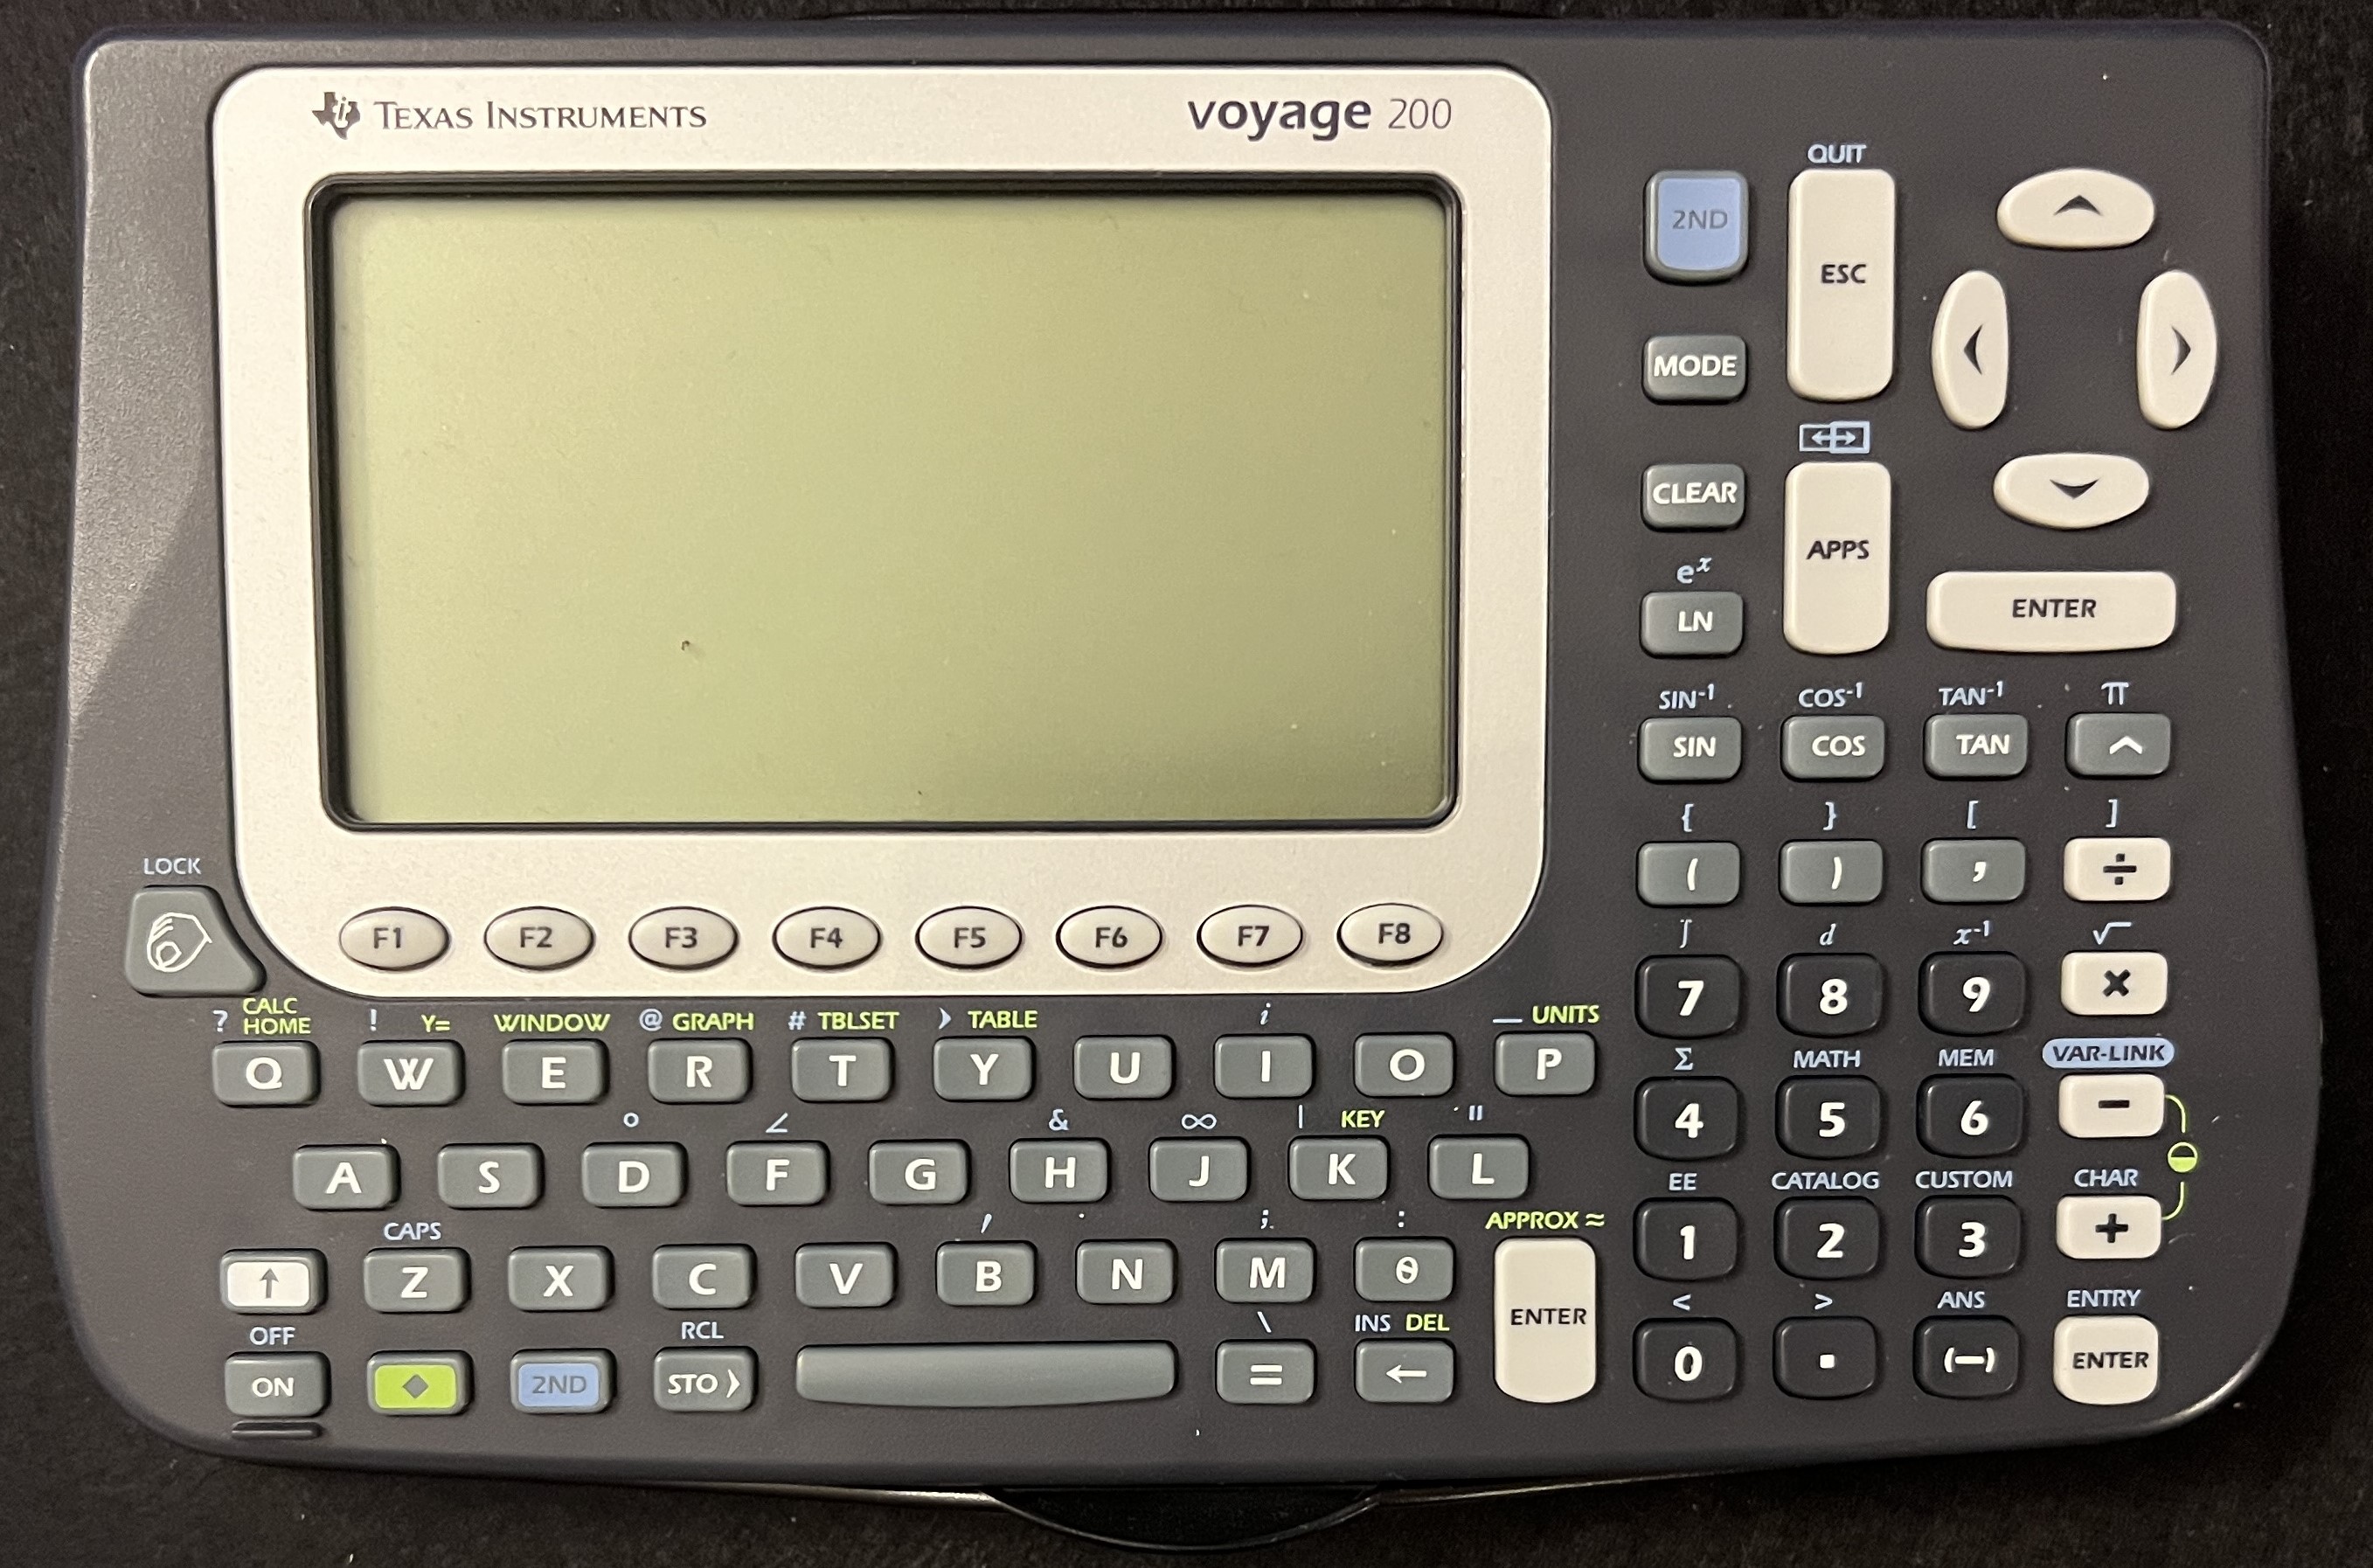 TEXAS INSTRUMENTS voyage 200
QUIT
2ND ESC
MODE
CLEAR
APPS
eˣ
LN ENTER
SIN⁻¹ COS⁻¹ TAN⁻¹ π
SIN COS TAN ^
{ } [ ]
( ) , ÷
LOCK
F1 F2 F3 F4 F5 F6 F7 F8
∫ d x⁻¹ √
7 8 9 ×
? CALC HOME ! Y= WINDOW @ GRAPH # TBLSET > TABLE i _ UNITS
Q W E R T Y U I O P
Σ MATH MEM VAR-LINK
4 5 6 −
° ∠ & ∞ | KEY "
A S D F G H J K L
EE CATALOG CUSTOM CHAR
1 2 3 +
CAPS ' ; : APPROX ≈
↑ Z X C V B N M θ ENTER
< > ANS ENTRY
0 . (−) ENTER
OFF RCL \ INS DEL
ON ◆ 2ND STO > = ←